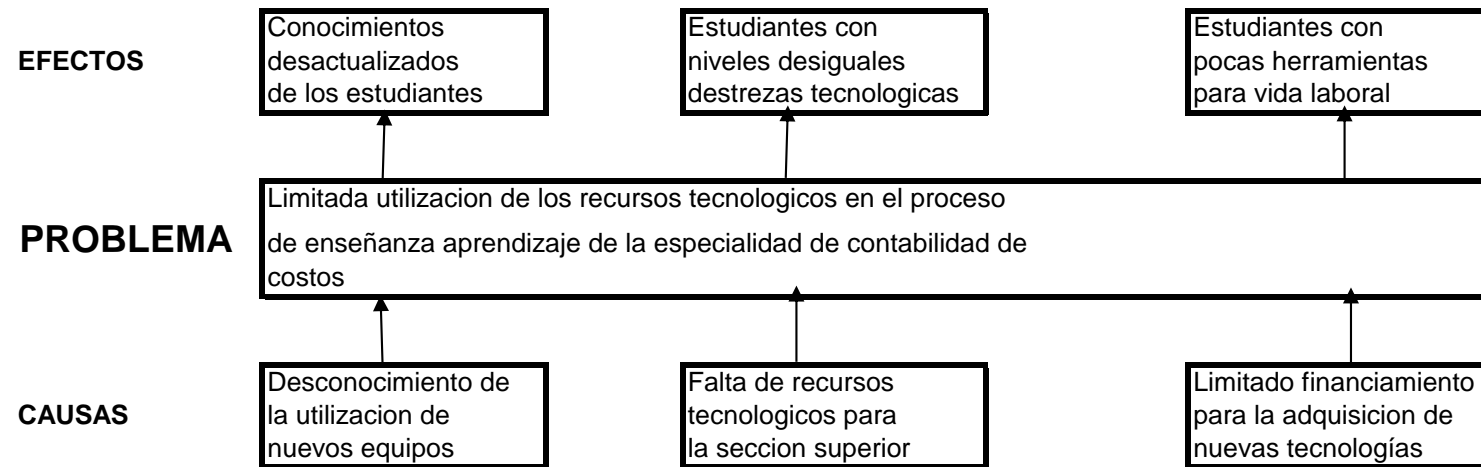 EFECTOS
Conocimientos
desactualizados
de los estudiantes
Estudiantes con
niveles desiguales
destrezas tecnologicas
Estudiantes con
pocas herramientas
para vida laboral
PROBLEMA
Limitada utilizacion de los recursos tecnologicos en el proceso
de enseñanza aprendizaje de la especialidad de contabilidad de
costos
CAUSAS
Desconocimiento de
la utilizacion de
nuevos equipos
Falta de recursos
tecnologicos para
la seccion superior
Limitado financiamiento
para la adquisicion de
nuevas tecnologías